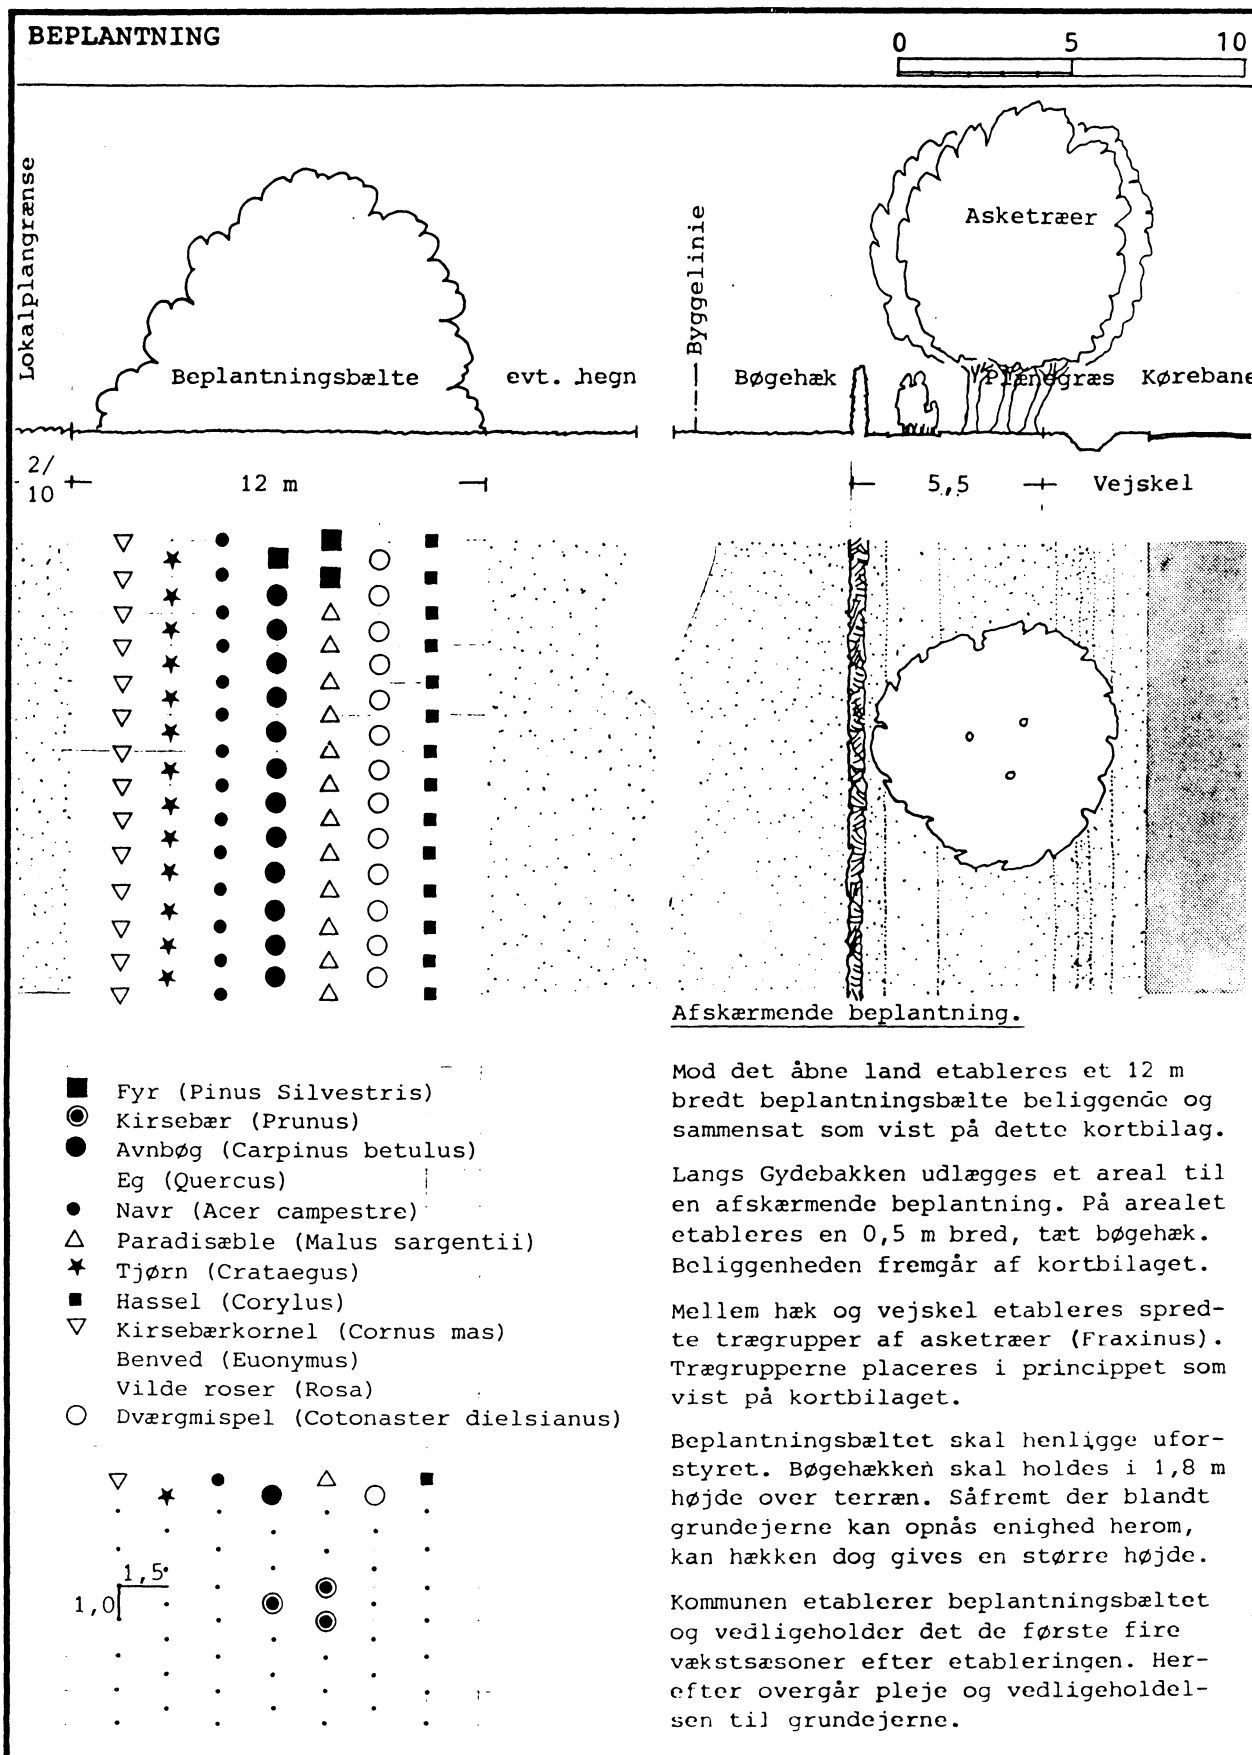 BEPLANTNING
0 5 10
Lokalplangrænse
Beplantningsbælte
evt. hegn
Byggelinie
Bøgehæk
Asketræer
Plænegræs
Kørebane
2/
10
12 m
5,5
Vejskel
Fyr (Pinus Silvestris)
Kirsebær (Prunus)
Avnbøg (Carpinus betulus)
Eg (Quercus)
Navr (Acer campestre)
Paradisæble (Malus sargentii)
Tjørn (Crataegus)
Hassel (Corylus)
Kirsebærkornel (Cornus mas)
Benved (Euonymus)
Vilde roser (Rosa)
Dværgmispel (Cotonaster dielsianus)
1,5
1,0
Afskærmende beplantning.
Mod det åbne land etableres et 12 m
bredt beplantningsbælte beliggende og
sammensat som vist på dette kortbilag.
Langs Gydebakken udlægges et areal til
en afskærmende beplantning. På arealet
etableres en 0,5 m bred, tæt bøgehæk.
Beliggenheden fremgår af kortbilaget.
Mellem hæk og vejskel etableres spred-
te trægrupper af asketræer (Fraxinus).
Trægrupperne placeres i princippet som
vist på kortbilaget.
Beplantningsbæltet skal henligge ufor-
styret. Bøgehækken skal holdes i 1,8 m
højde over terræn. Såfremt der blandt
grundejerne kan opnås enighed herom,
kan hækken dog gives en større højde.
Kommunen etablerer beplantningsbæltet
og vedligeholder det de første fire
vækstsæsoner efter etableringen. Her-
efter overgår pleje og vedligeholdel-
sen til grundejerne.